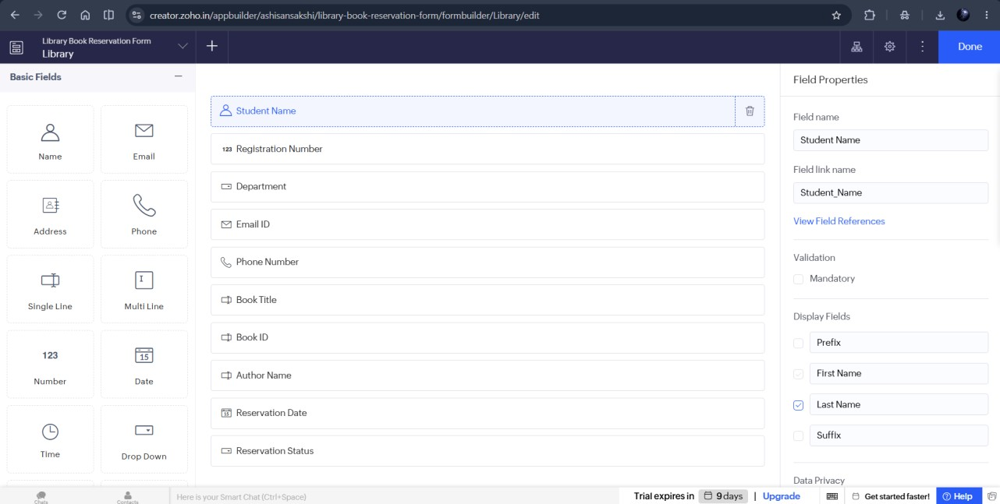 creator.zoho.in/appbuilder/ashisansakshi/library-book-reservation-form/formbuilder/Library/edit
Library Book Reservation Form
Library
Done
Basic Fields
Name
Email
Address
Phone
Single Line
Multi Line
123
Number
15
Date
Time
Drop Down
Student Name
123 Registration Number
Department
Email ID
Phone Number
Book Title
Book ID
Author Name
15 Reservation Date
Reservation Status
Field Properties
Field name
Student Name
Field link name
Student_Name
View Field References
Validation
Mandatory
Display Fields
Prefix
First Name
Last Name
Suffix
Data Privacy
Chats
Contacts
Here is your Smart Chat (Ctrl+Space)
Trial expires in 9 days | Upgrade
Get started faster!
Help